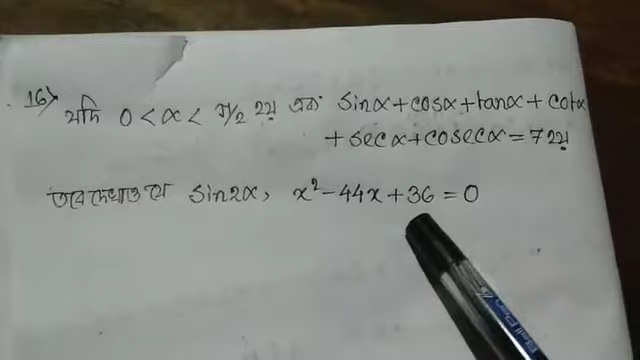 16) যদি 0 < α < π/2 হয় এবং sinα + cosα + tanα + cotα
+ secα + cosecα = 7 হয়
তবে দেখাও যে sin2α, x² - 44x + 36 = 0